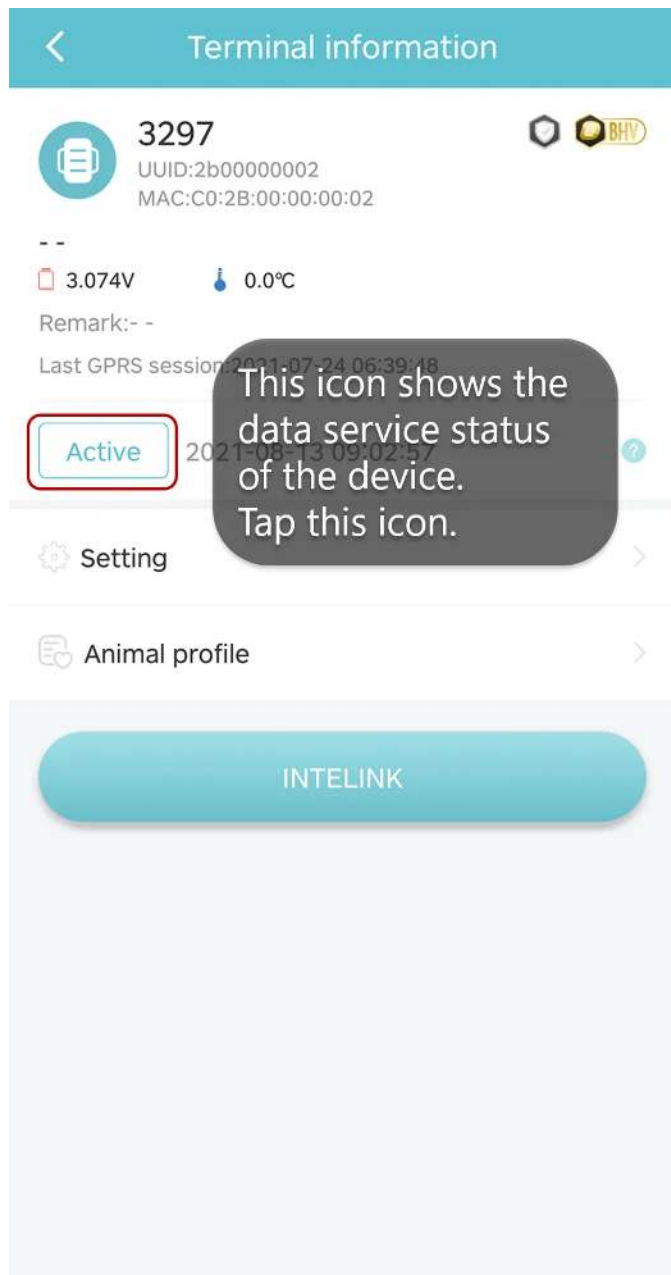 Terminal information
3297
BHV
UUID:2b00000002
MAC:C0:2B:00:00:00:02
- -
3.074V 0.0℃
Remark:- -
Last GPRS session:2021-07-24 06:39:48
This icon shows the
data service status
of the device.
Tap this icon.
Active 2021-08-13 09:02:57 ?
Setting
Animal profile
INTELINK